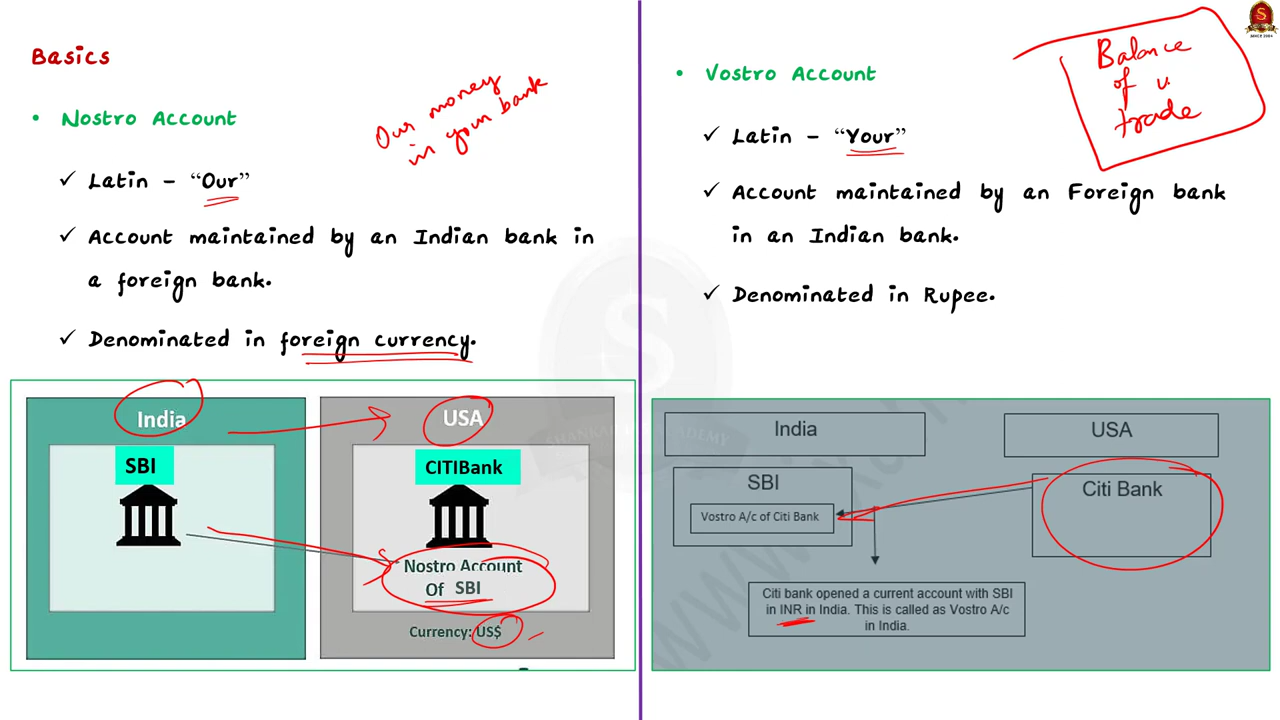 Basics
• Nostro Account
Our money
in your bank
✓ Latin – “Our”
✓ Account maintained by an Indian bank in
a foreign bank.
✓ Denominated in foreign currency.
India
SBI
USA
CITIBank
Nostro Account
Of SBI
Currency: US$
• Vostro Account
Balance
of
trade
✓ Latin – “Your”
✓ Account maintained by an Foreign bank
in an Indian bank.
✓ Denominated in Rupee.
India
USA
SBI
Vostro A/c of Citi Bank
Citi Bank
Citi bank opened a current account with SBI
in INR in India. This is called as Vostro A/c
in India.
S